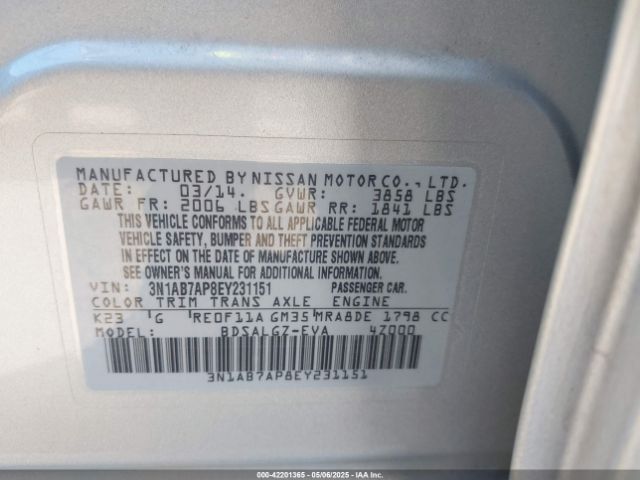 MANUFACTURED BY NISSAN MOTOR CO., LTD.
DATE: 03/14. GVWR: 3858 LBS
GAWR FR: 2006 LBS GAWR RR: 1841 LBS
THIS VEHICLE CONFORMS TO ALL APPLICABLE FEDERAL MOTOR
VEHICLE SAFETY, BUMPER AND THEFT PREVENTION STANDARDS
IN EFFECT ON THE DATE OF MANUFACTURE SHOWN ABOVE.
SEE OWNER'S MANUAL FOR ADDITIONAL INFORMATION.
VIN: 3N1AB7AP8EY231151 PASSENGER CAR.
COLOR TRIM TRANS AXLE ENGINE
K23 G RE0F11A GM35 MRA8DE 1798 CC
MODEL: BDSALGZ-EVA 4Z000
3N1AB7AP8EY231151
000-42201365 - 05/06/2025 - IAAI.com